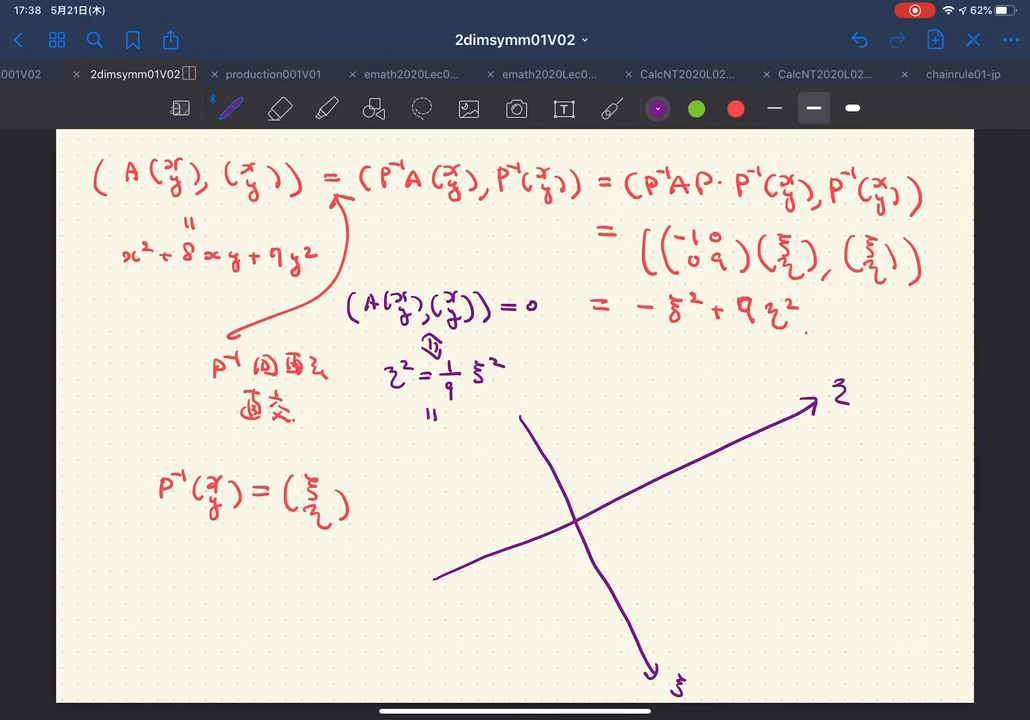 17:38 5月21日(木) 62%
2dimsymm01V02
001V02 2dimsymm01V02 production001V01 emath2020Lec0... emath2020Lec0... CalcNT2020L02... CalcNT2020L02... chainrule01-jp
(A(x y), (x y)) = (P⁻¹A(x y), P⁻¹(x y)) = (P⁻¹AP·P⁻¹(x y), P⁻¹(x y))
||
x² + 8xy + 7y²
= ((-1 0 0 9)(ξ η), (ξ η))
(A(x y), (x y)) = 0
= -ξ² + 9η²
P⁻¹
直交
η² = 1/9 ξ²
||
η
P⁻¹(x y) = (ξ η)
ξ